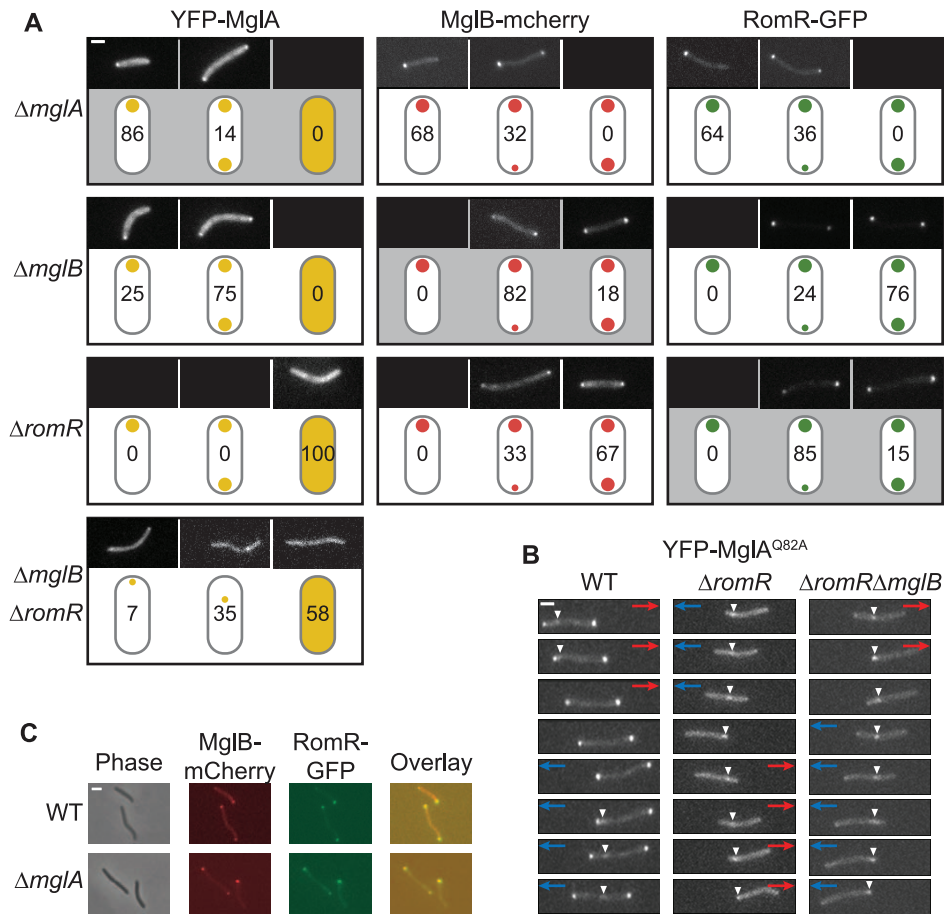 A
YFP-MglA
MglB-mcherry
RomR-GFP
ΔmglA
86
14
0
68
32
0
64
36
0
ΔmglB
25
75
0
0
82
18
0
24
76
ΔromR
0
0
100
0
33
67
0
85
15
ΔmglB
ΔromR
7
35
58
B
YFP-MglA^Q82A
WT
ΔromR
ΔromRΔmglB
C
Phase
MglB-
mCherry
RomR-
GFP
Overlay
WT
ΔmglA